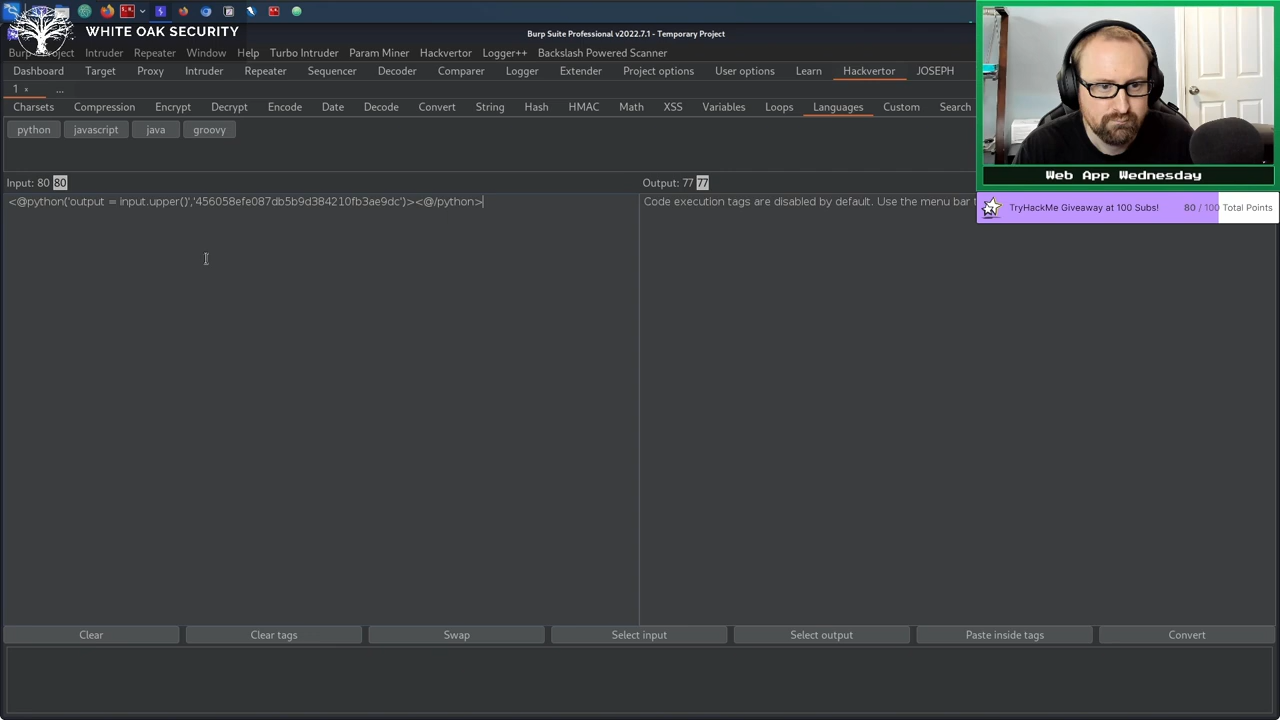 WHITE OAK SECURITY
Burp Suite Professional v2022.7.1 - Temporary Project
Burp Project Intruder Repeater Window Help Turbo Intruder Param Miner Hackvertor Logger++ Backslash Powered Scanner
Dashboard Target Proxy Intruder Repeater Sequencer Decoder Comparer Logger Extender Project options User options Learn Hackvertor JOSEPH
1 × ...
Charsets Compression Encrypt Decrypt Encode Date Decode Convert String Hash HMAC Math XSS Variables Loops Languages Custom Search
python javascript java groovy
Input: 80 80
Output: 77 77
<@python('output = input.upper()','456058efe087db5b9d384210fb3ae9dc')><@/python>
Code execution tags are disabled by default. Use the menu bar t
Web App Wednesday
TryHackMe Giveaway at 100 Subs! 80 / 100 Total Points
Clear Clear tags Swap Select input Select output Paste inside tags Convert